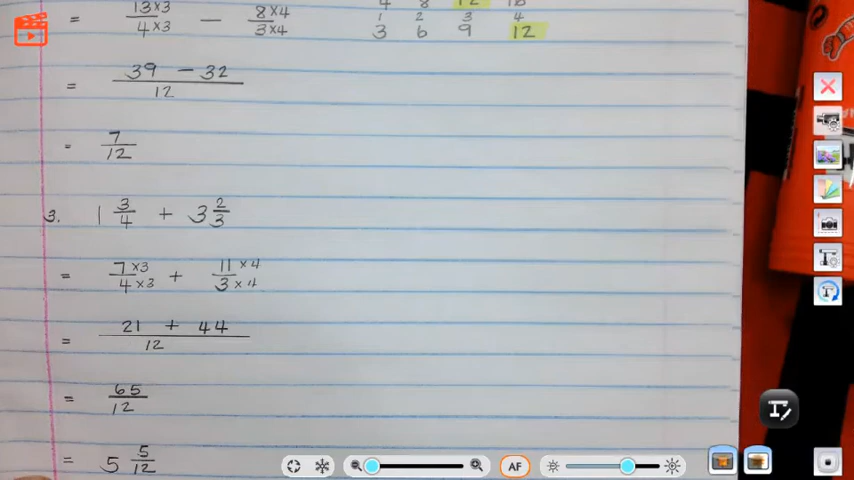 = 13×3/4×3 — 8×4/3×4
4 8 12 16
1 2 3 4
3 6 9 12
= 39 – 32/12
= 7/12
3. 1 3/4 + 3 2/3
= 7×3/4×3 + 11×4/3×4
= 21 + 44/12
= 65/12
= 5 5/12
AF